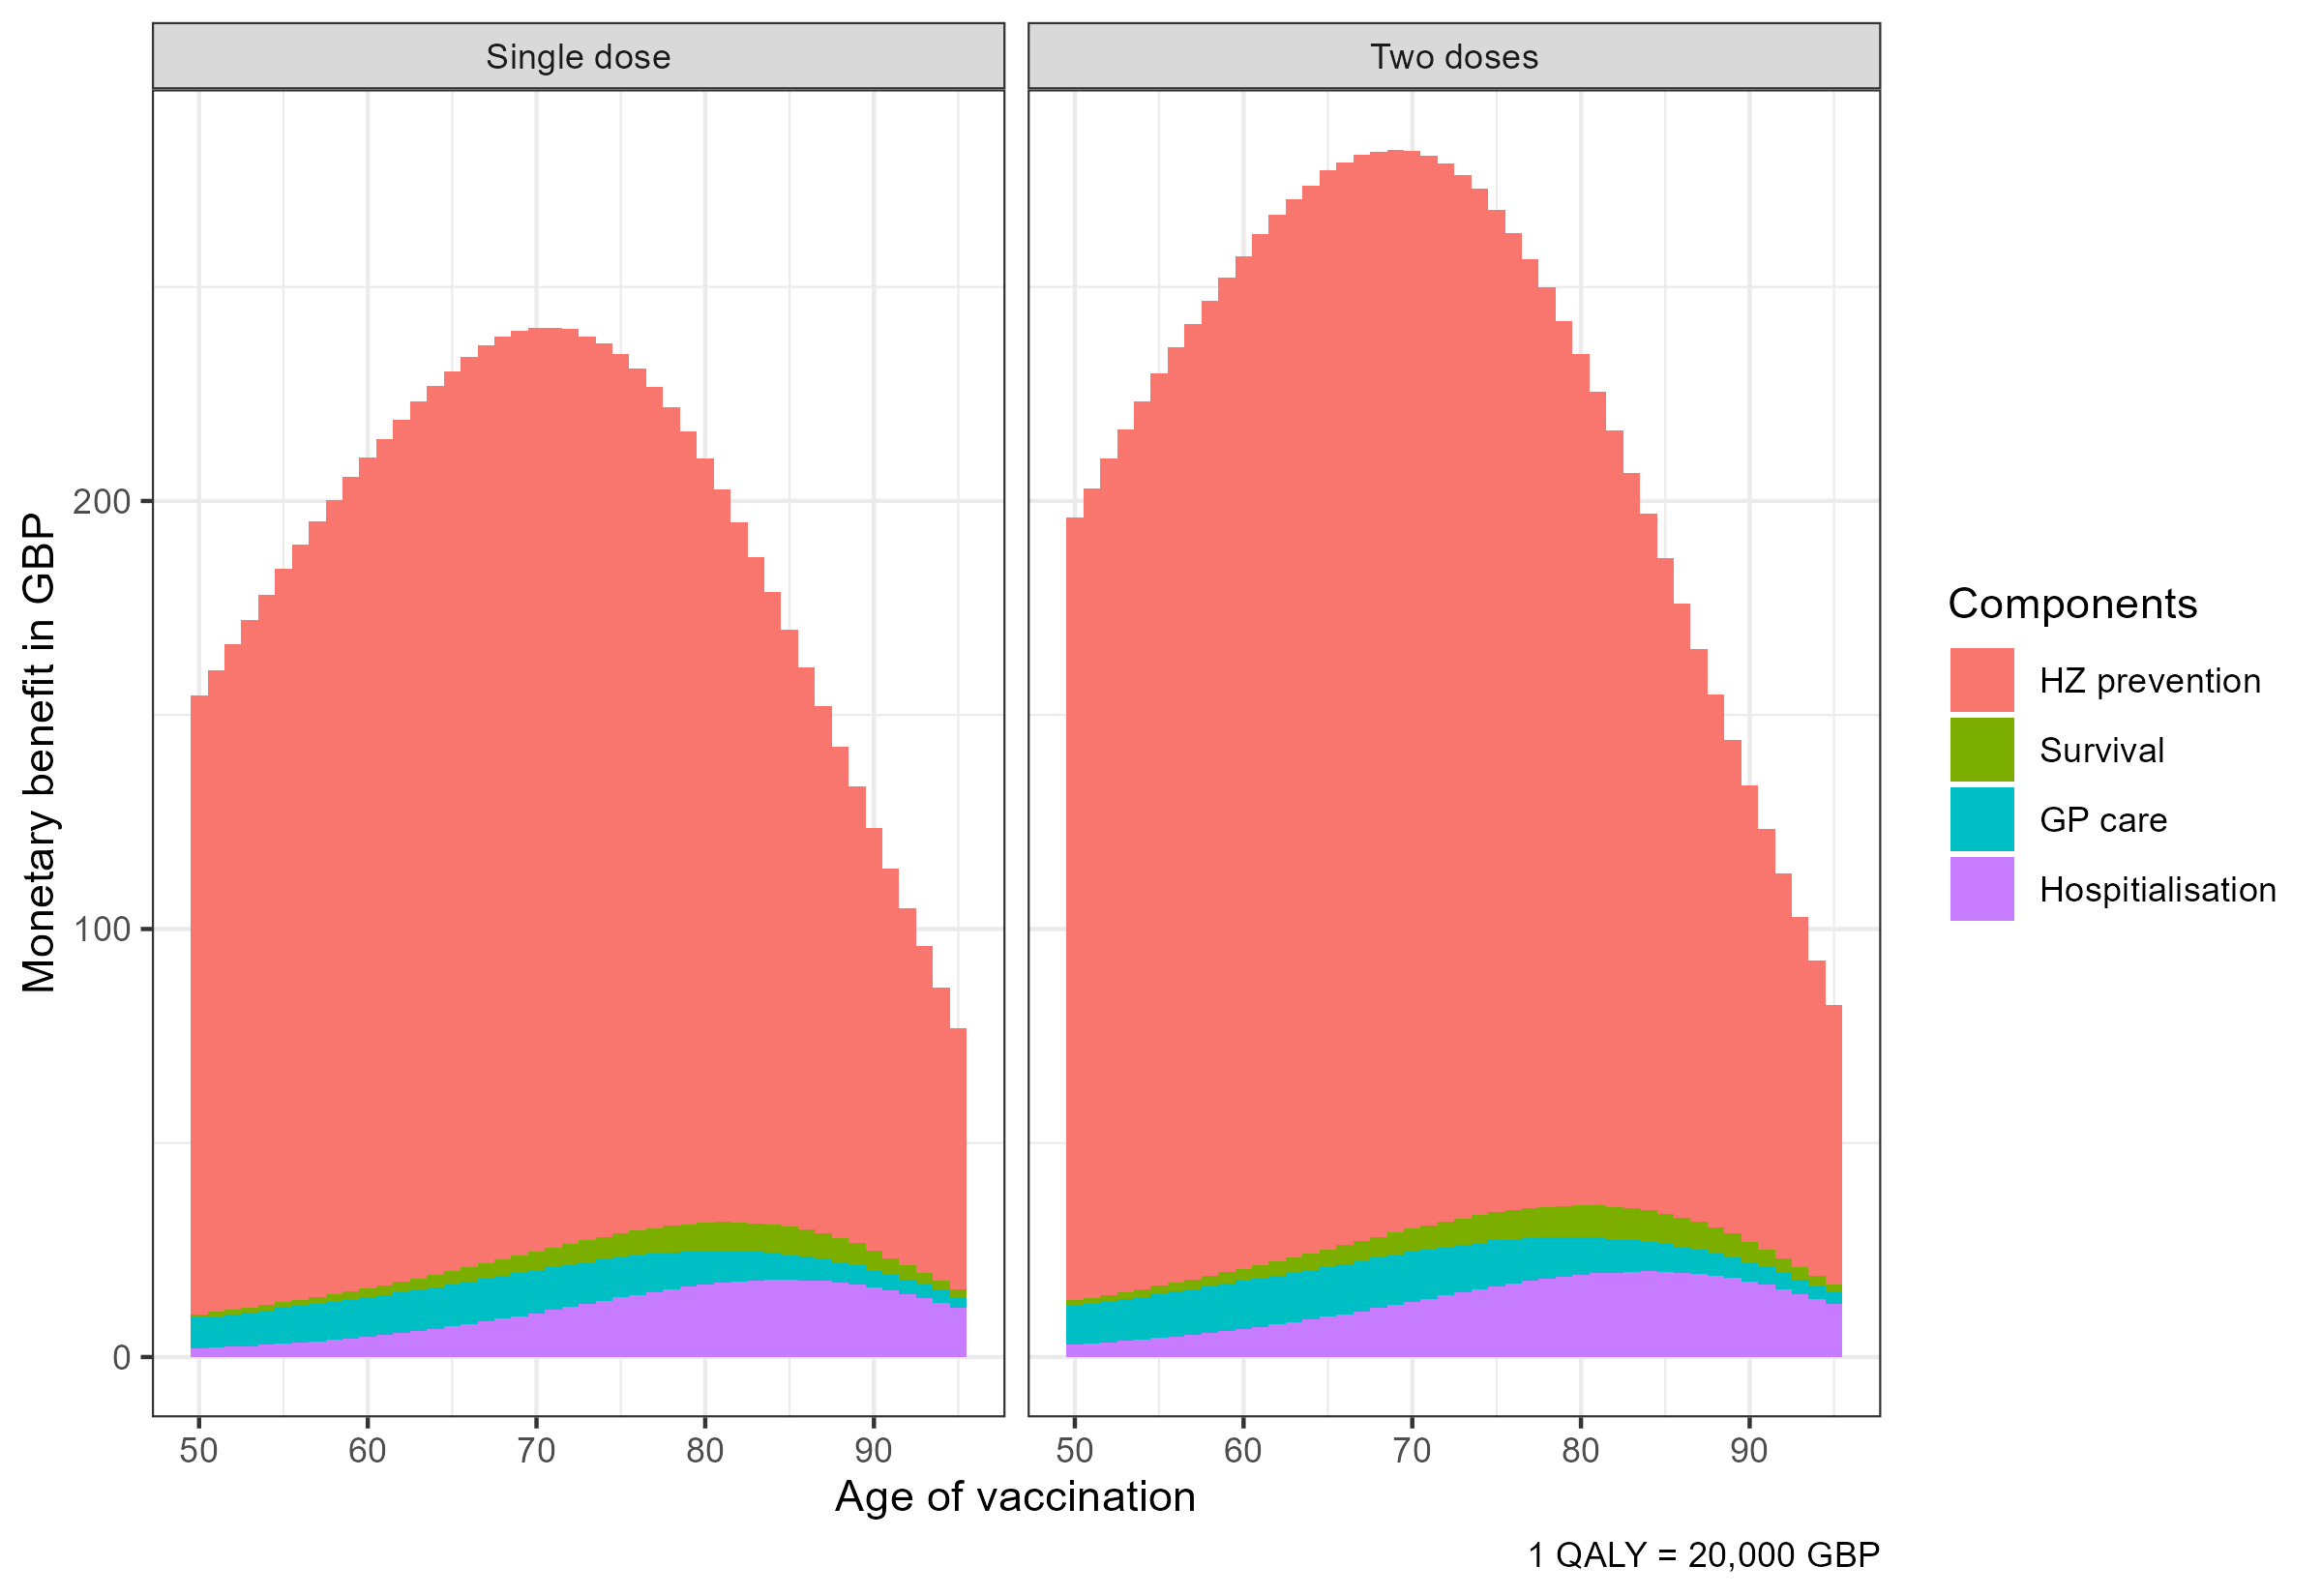 Single dose
Two doses
Monetary benefit in GBP
200
100
0
50 60 70 80 90
50 60 70 80 90
Age of vaccination
1 QALY = 20,000 GBP
Components
HZ prevention
Survival
GP care
Hospitialisation